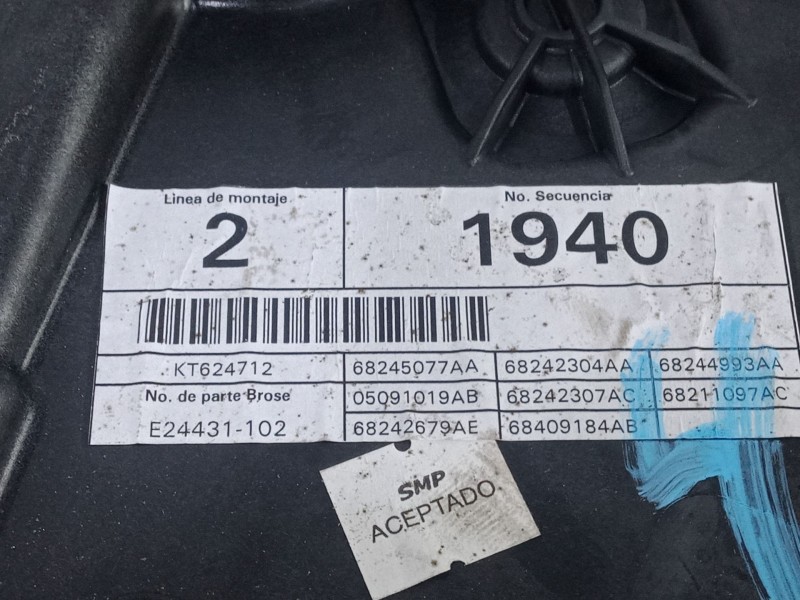 Linea de montaje No. Secuencia
2 1940
KT624712 68245077AA 68242304AA 68244993AA
No. de parte Brose 05091019AB 68242307AC 68211097AC
E24431-102 68242679AE 68409184AB
SMP
ACEPTADO
4